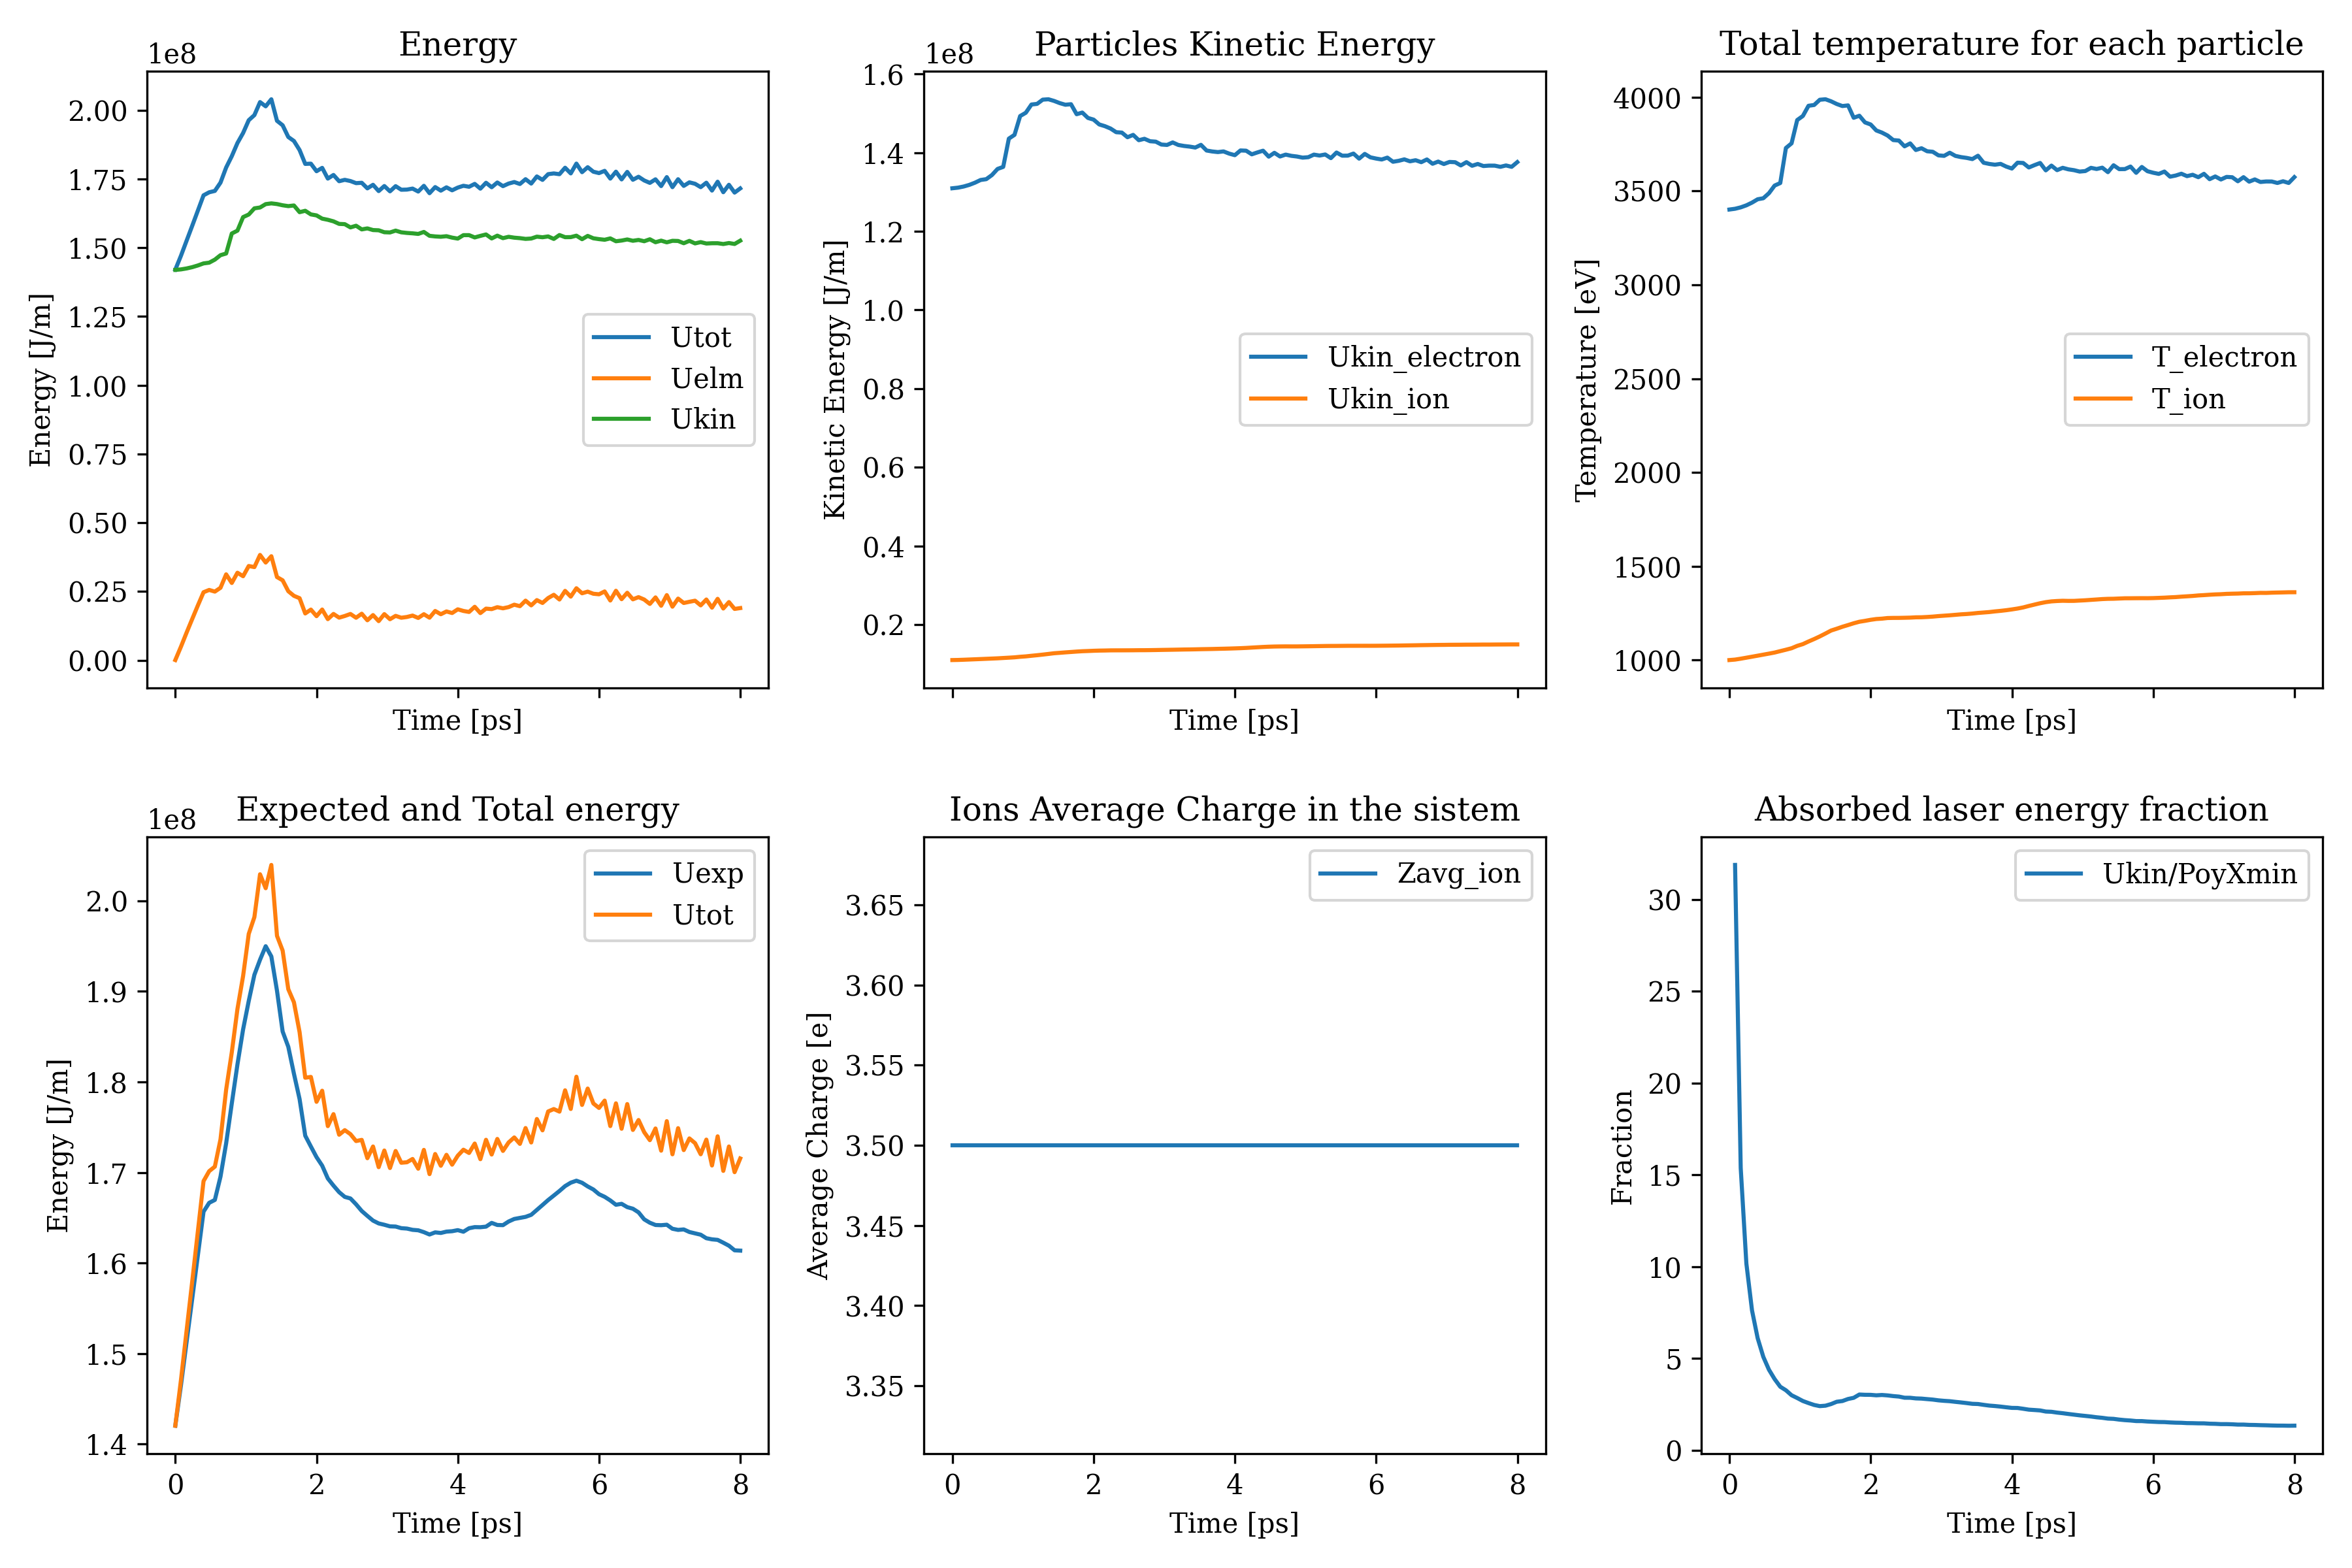 Energy
1e8
2.00
1.75
1.50
1.25
1.00
0.75
0.50
0.25
0.00
Energy [J/m]
Time [ps]
Utot
Uelm
Ukin
Particles Kinetic Energy
1e8
1.6
1.4
1.2
1.0
0.8
0.6
0.4
0.2
Kinetic Energy [J/m]
Time [ps]
Ukin_electron
Ukin_ion
Total temperature for each particle
4000
3500
3000
2500
2000
1500
1000
Temperature [eV]
Time [ps]
T_electron
T_ion
Expected and Total energy
1e8
2.0
1.9
1.8
1.7
1.6
1.5
1.4
Energy [J/m]
0 2 4 6 8
Time [ps]
Uexp
Utot
Ions Average Charge in the sistem
3.65
3.60
3.55
3.50
3.45
3.40
3.35
Average Charge [e]
0 2 4 6 8
Time [ps]
Zavg_ion
Absorbed laser energy fraction
30
25
20
15
10
5
0
Fraction
0 2 4 6 8
Time [ps]
Ukin/PoyXmin